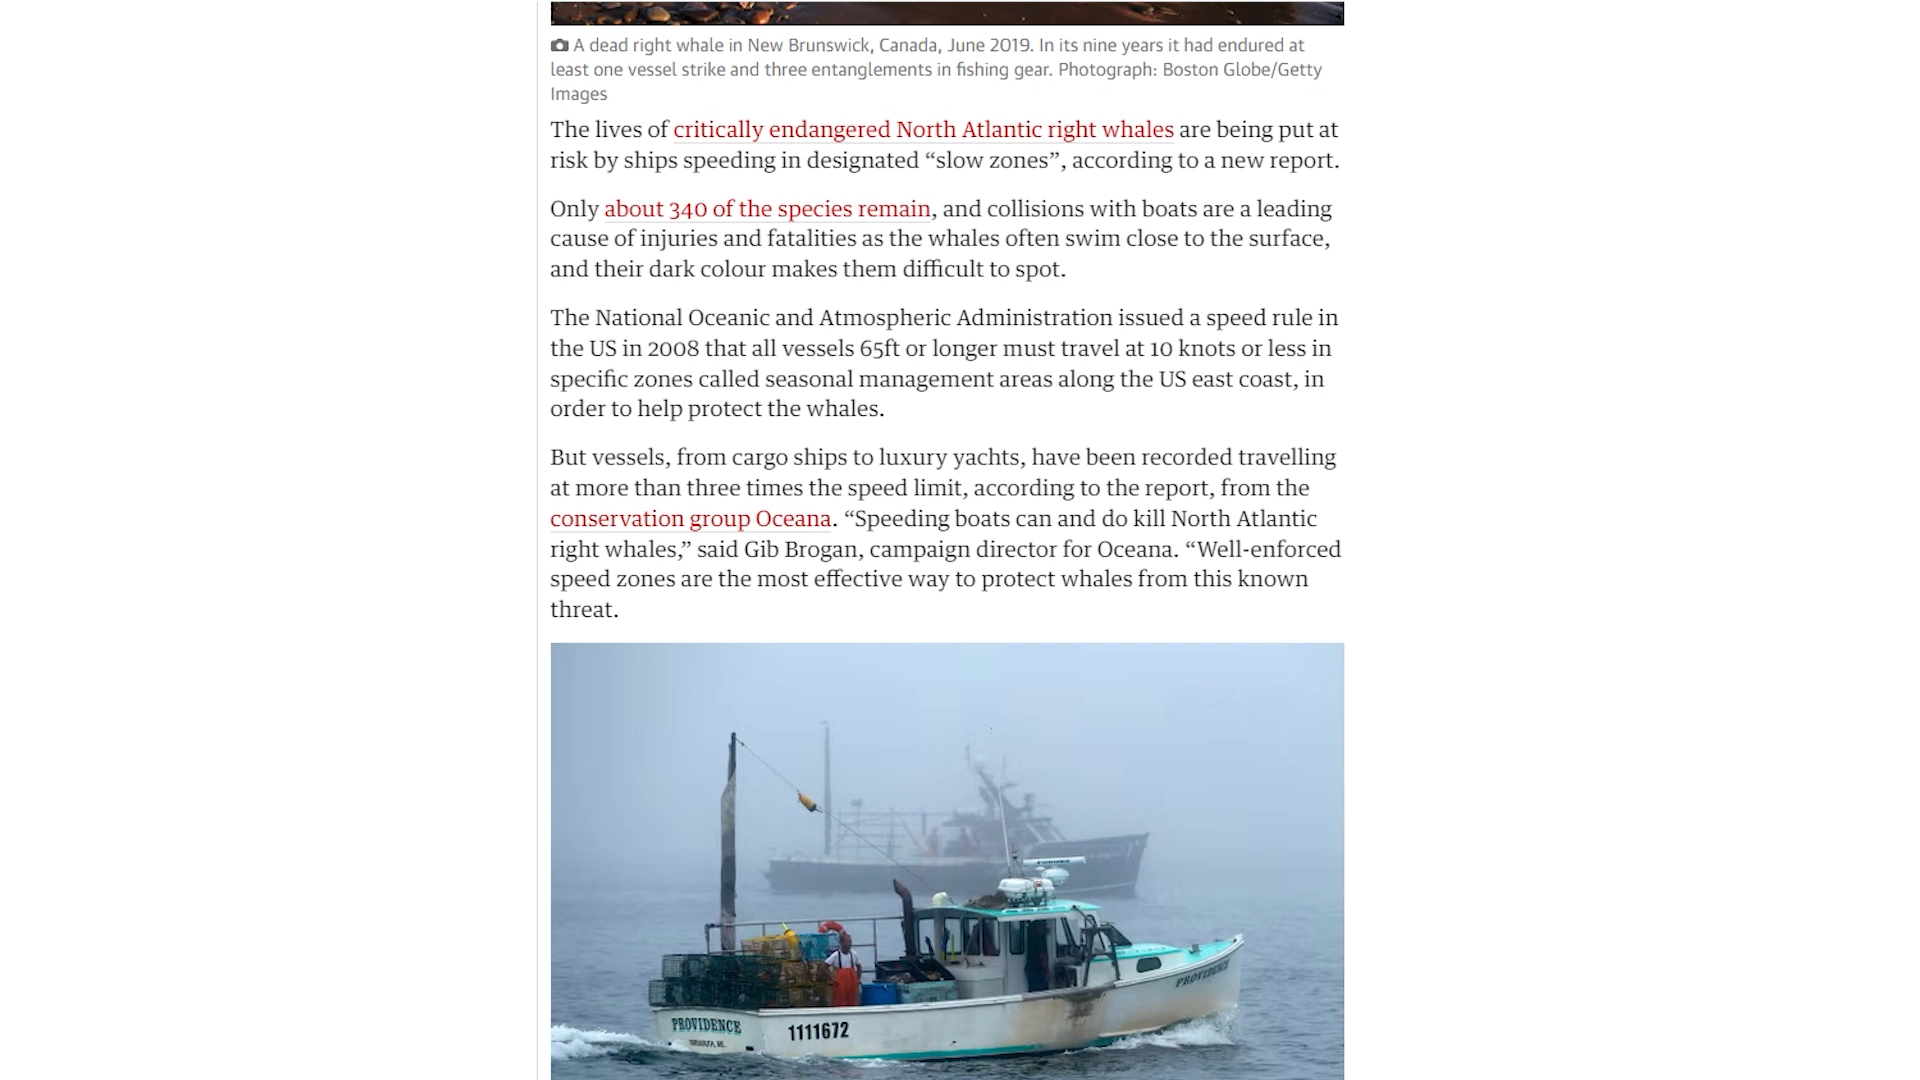 A dead right whale in New Brunswick, Canada, June 2019. In its nine years it had endured at
least one vessel strike and three entanglements in fishing gear. Photograph: Boston Globe/Getty
Images
The lives of critically endangered North Atlantic right whales are being put at
risk by ships speeding in designated “slow zones”, according to a new report.
Only about 340 of the species remain, and collisions with boats are a leading
cause of injuries and fatalities as the whales often swim close to the surface,
and their dark colour makes them difficult to spot.
The National Oceanic and Atmospheric Administration issued a speed rule in
the US in 2008 that all vessels 65ft or longer must travel at 10 knots or less in
specific zones called seasonal management areas along the US east coast, in
order to help protect the whales.
But vessels, from cargo ships to luxury yachts, have been recorded travelling
at more than three times the speed limit, according to the report, from the
conservation group Oceana. “Speeding boats can and do kill North Atlantic
right whales,” said Gib Brogan, campaign director for Oceana. “Well-enforced
speed zones are the most effective way to protect whales from this known
threat.
FURUNO
PROVIDENCE
PROVIDENCE
1111672